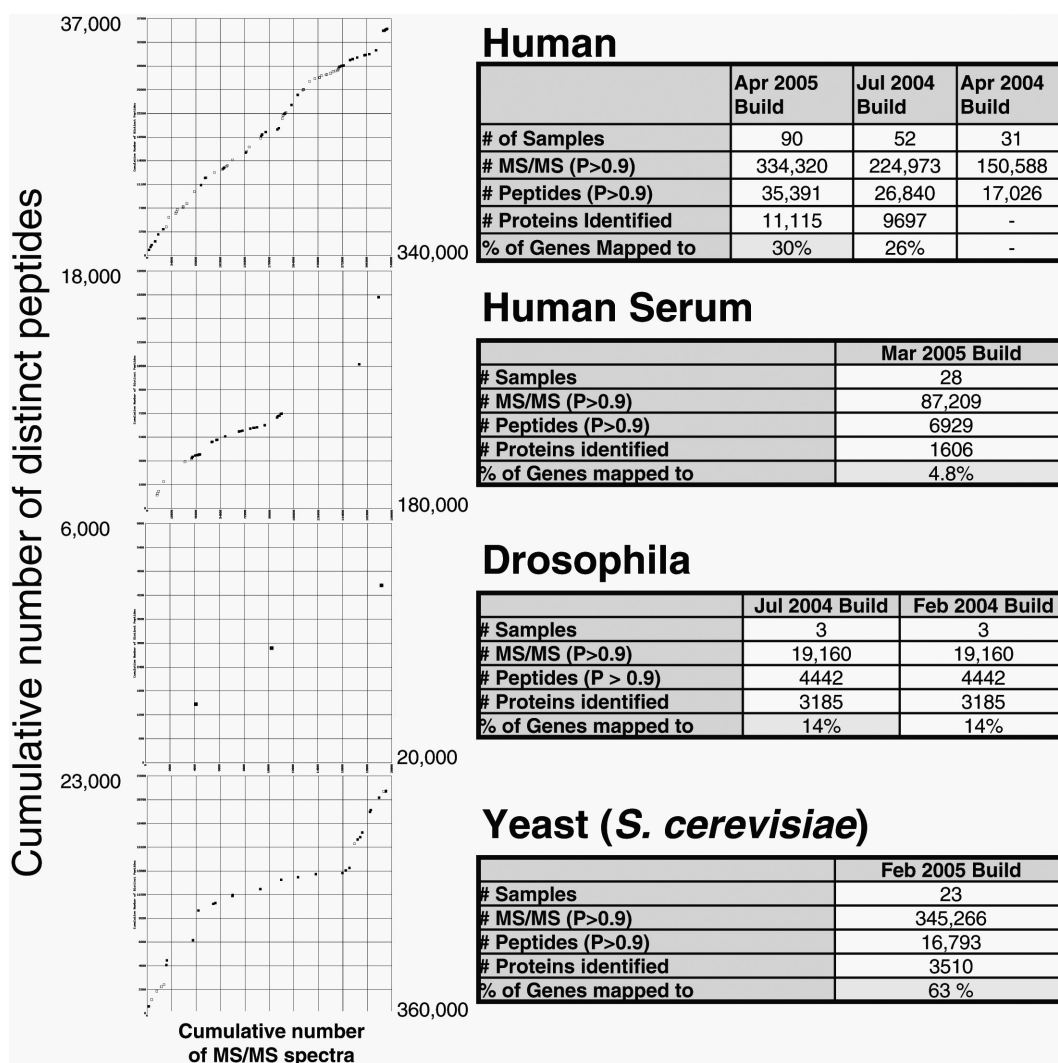 Cumulative number of distinct peptides
37,000
340,000
Human
Apr 2005 Build Jul 2004 Build Apr 2004 Build
# of Samples 90 52 31
# MS/MS (P>0.9) 334,320 224,973 150,588
# Peptides (P>0.9) 35,391 26,840 17,026
# Proteins Identified 11,115 9697 -
% of Genes Mapped to 30% 26% -
18,000
180,000
Human Serum
Mar 2005 Build
# Samples 28
# MS/MS (P>0.9) 87,209
# Peptides (P>0.9) 6929
# Proteins identified 1606
% of Genes mapped to 4.8%
6,000
20,000
Drosophila
Jul 2004 Build Feb 2004 Build
# Samples 3 3
# MS/MS (P>0.9) 19,160 19,160
# Peptides (P > 0.9) 4442 4442
# Proteins identified 3185 3185
% of Genes mapped to 14% 14%
23,000
360,000
Yeast (S. cerevisiae)
Feb 2005 Build
# Samples 23
# MS/MS (P>0.9) 345,266
# Peptides (P>0.9) 16,793
# Proteins identified 3510
% of Genes mapped to 63 %
Cumulative number
of MS/MS spectra